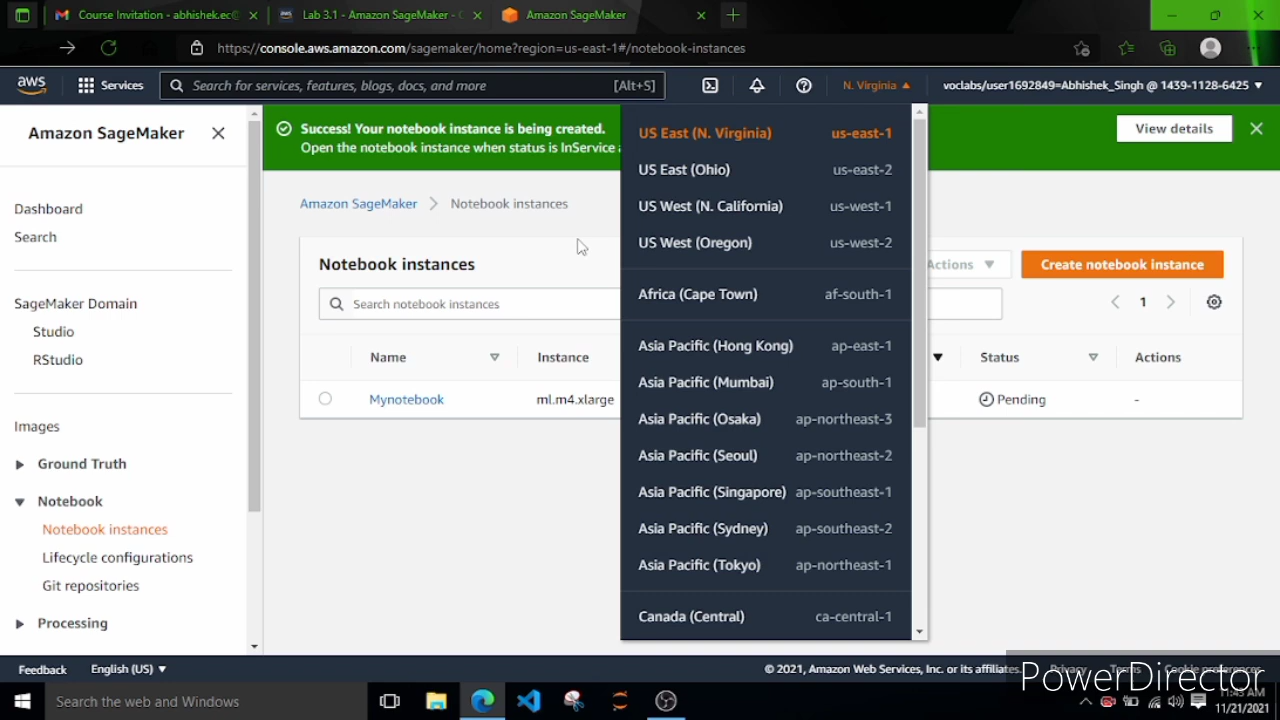 Course Invitation - abhishek.ec@
Lab 3.1 - Amazon SageMaker -
Amazon SageMaker
https://console.aws.amazon.com/sagemaker/home?region=us-east-1#/notebook-instances
aws
Services
Search for services, features, blogs, docs, and more
[Alt+S]
N. Virginia
voclabs/user1692849=Abhishek_Singh @ 1439-1128-6425
Amazon SageMaker
Dashboard
Search
SageMaker Domain
Studio
RStudio
Images
Ground Truth
Notebook
Notebook instances
Lifecycle configurations
Git repositories
Processing
Success! Your notebook instance is being created.
Open the notebook instance when status is InService
View details
Amazon SageMaker
Notebook instances
Notebook instances
Actions
Create notebook instance
Search notebook instances
1
Name
Instance
Status
Actions
Mynotebook
ml.m4.xlarge
Pending
-
US East (N. Virginia) us-east-1
US East (Ohio) us-east-2
US West (N. California) us-west-1
US West (Oregon) us-west-2
Africa (Cape Town) af-south-1
Asia Pacific (Hong Kong) ap-east-1
Asia Pacific (Mumbai) ap-south-1
Asia Pacific (Osaka) ap-northeast-3
Asia Pacific (Seoul) ap-northeast-2
Asia Pacific (Singapore) ap-southeast-1
Asia Pacific (Sydney) ap-southeast-2
Asia Pacific (Tokyo) ap-northeast-1
Canada (Central) ca-central-1
Feedback
English (US)
© 2021, Amazon Web Services, Inc. or its affiliates.
Privacy
Terms
Cookie preferences
PowerDirector
Search the web and Windows
11:43 AM
11/21/2021